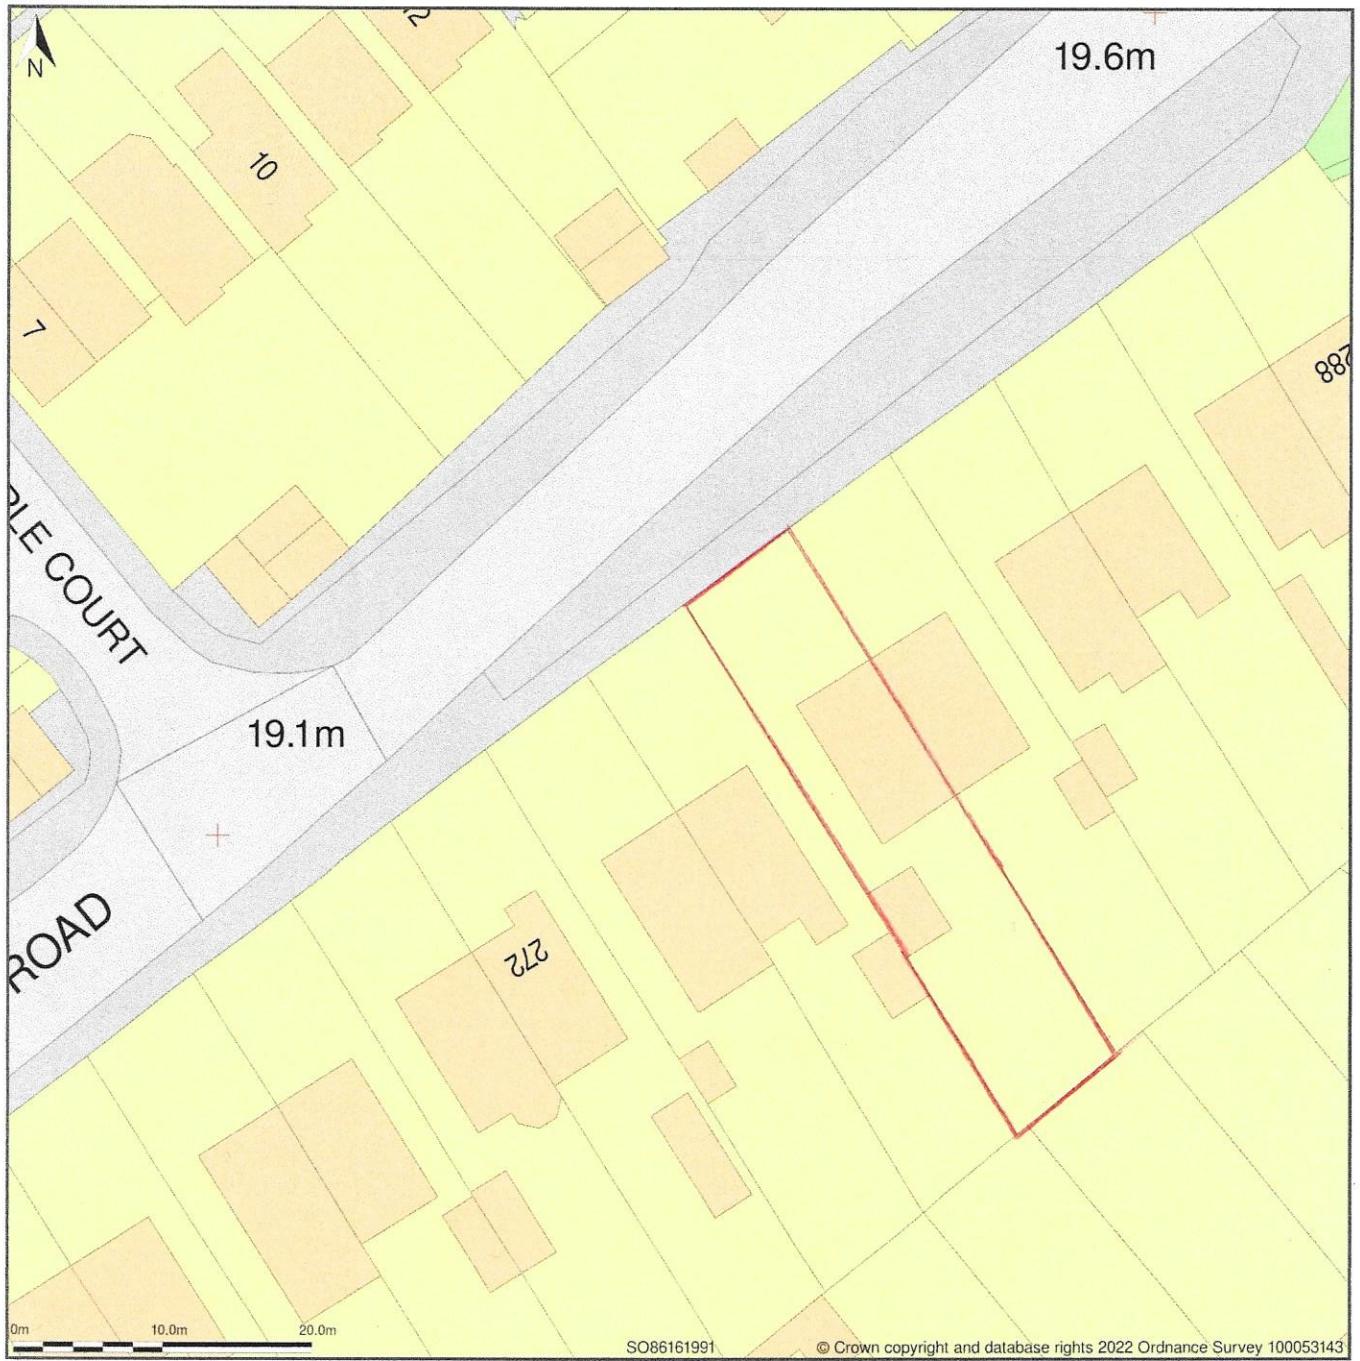 N
19.6m
10
7
288
COURT
19.1m
ROAD
272
0m 10.0m 20.0m
SO86161991
© Crown copyright and database rights 2022 Ordnance Survey 100053143